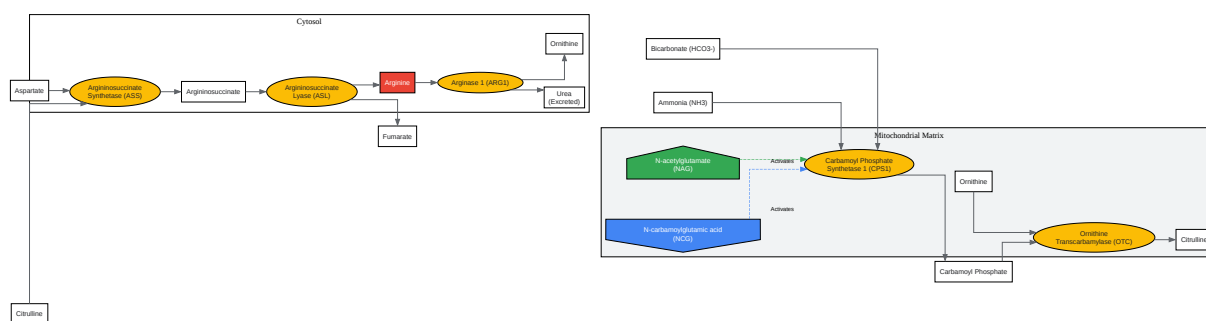 Cytosol
Ornithine
Aspartate
Argininosuccinate
Synthetase (ASS)
Argininosuccinate
Argininosuccinate
Lyase (ASL)
Arginine
Arginase 1 (ARG1)
Urea
(Excreted)
Fumarate
Citrulline
Bicarbonate (HCO3-)
Ammonia (NH3)
Mitochondrial Matrix
N-acetylglutamate
(NAG)
Activates
Carbamoyl Phosphate
Synthetase 1 (CPS1)
Ornithine
N-carbamoylglutamic acid
(NCG)
Activates
Ornithine
Transcarbamylase (OTC)
Citrulline
Carbamoyl Phosphate